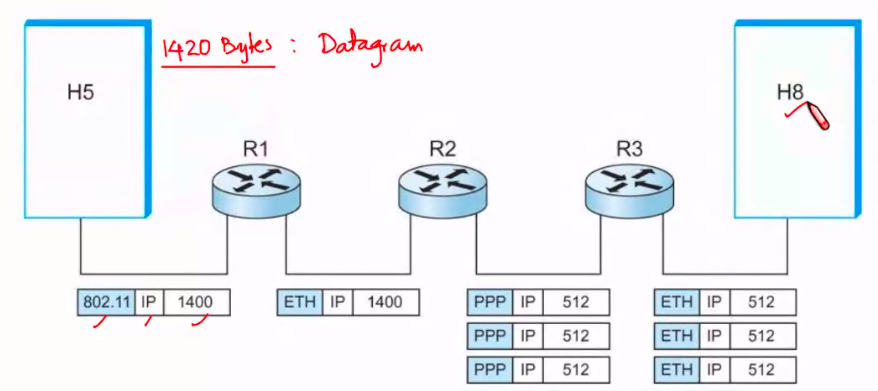 1420 Bytes : Datagram
H5
H8
R1
R2
R3
802.11 IP 1400
ETH IP 1400
PPP IP 512
ETH IP 512
PPP IP 512
ETH IP 512
PPP IP 512
ETH IP 512